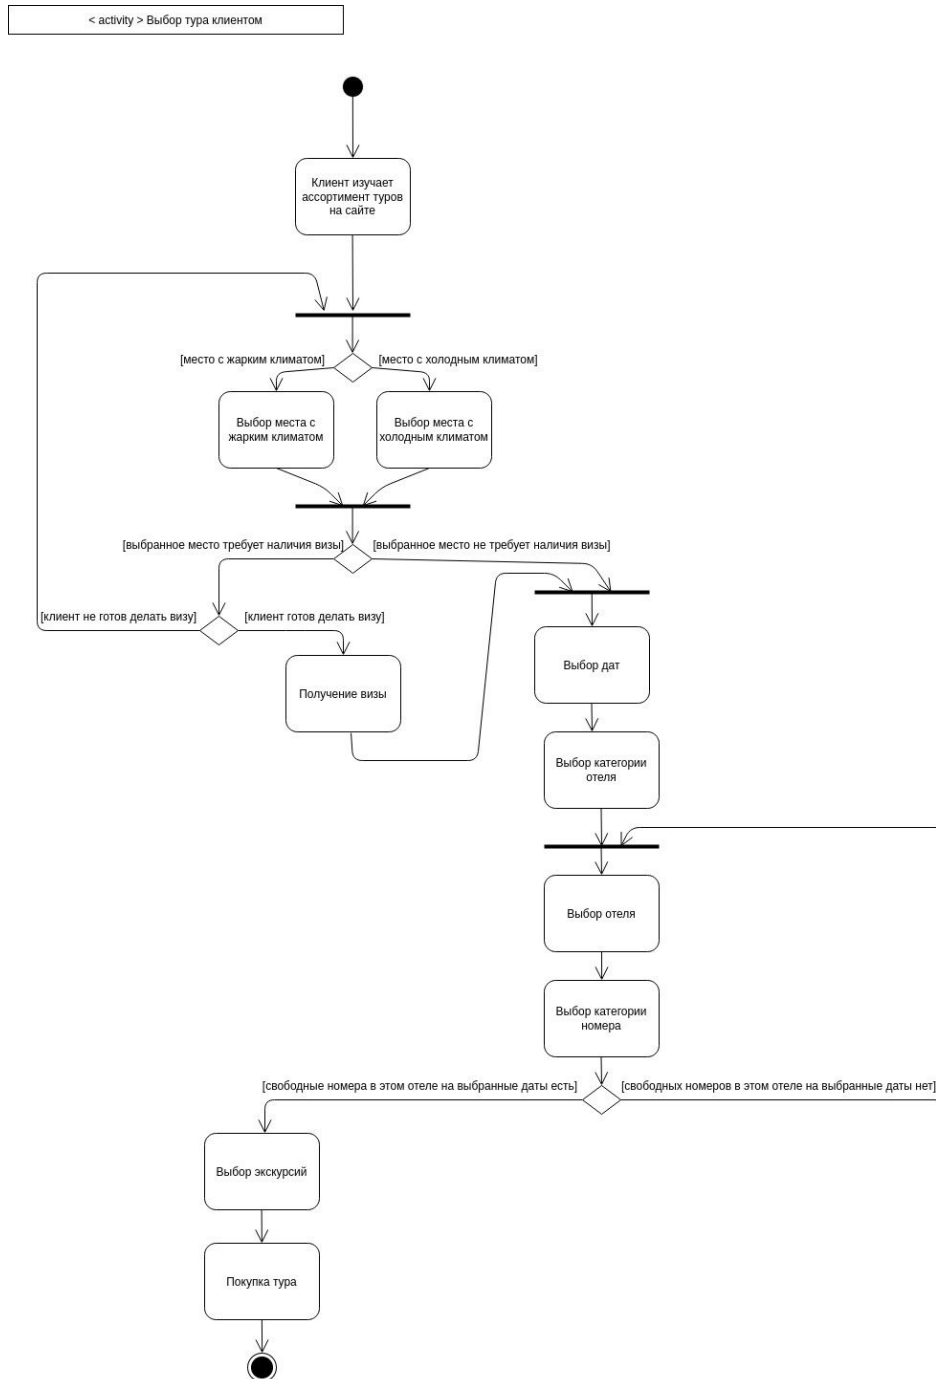 < activity > Выбор тура клиентом
Клиент изучает
ассортимент туров
на сайте
[место с жарким климатом]
[место с холодным климатом]
Выбор места с
жарким климатом
Выбор места с
холодным климатом
[выбранное место требует наличия визы]
[выбранное место не требует наличия визы]
[клиент не готов делать визу]
[клиент готов делать визу]
Выбор дат
Получение визы
Выбор категории
отеля
Выбор отеля
Выбор категории
номера
[свободные номера в этом отеле на выбранные даты есть]
[свободных номеров в этом отеле на выбранные даты нет]
Выбор экскурсий
Покупка тура